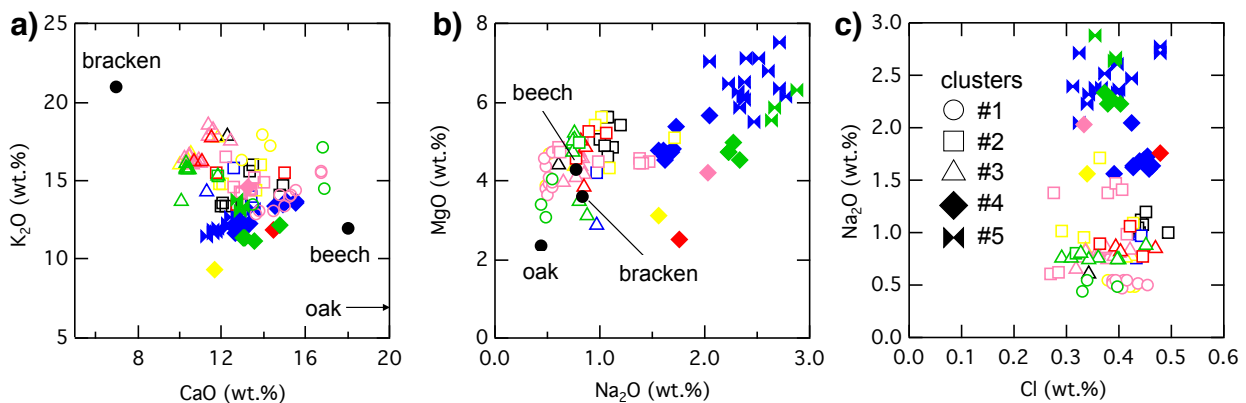 a)
bracken
beech
oak
25
20
15
10
5
8
12
16
20
K₂O (wt.%)
CaO (wt.%)
b)
beech
oak
bracken
8
6
4
2
0
0.0
1.0
2.0
3.0
MgO (wt.%)
Na₂O (wt.%)
c)
clusters
#1
#2
#3
#4
#5
3.0
2.5
2.0
1.5
1.0
0.5
0.0
0.0
0.1
0.2
0.3
0.4
0.5
0.6
Na₂O (wt.%)
Cl (wt.%)